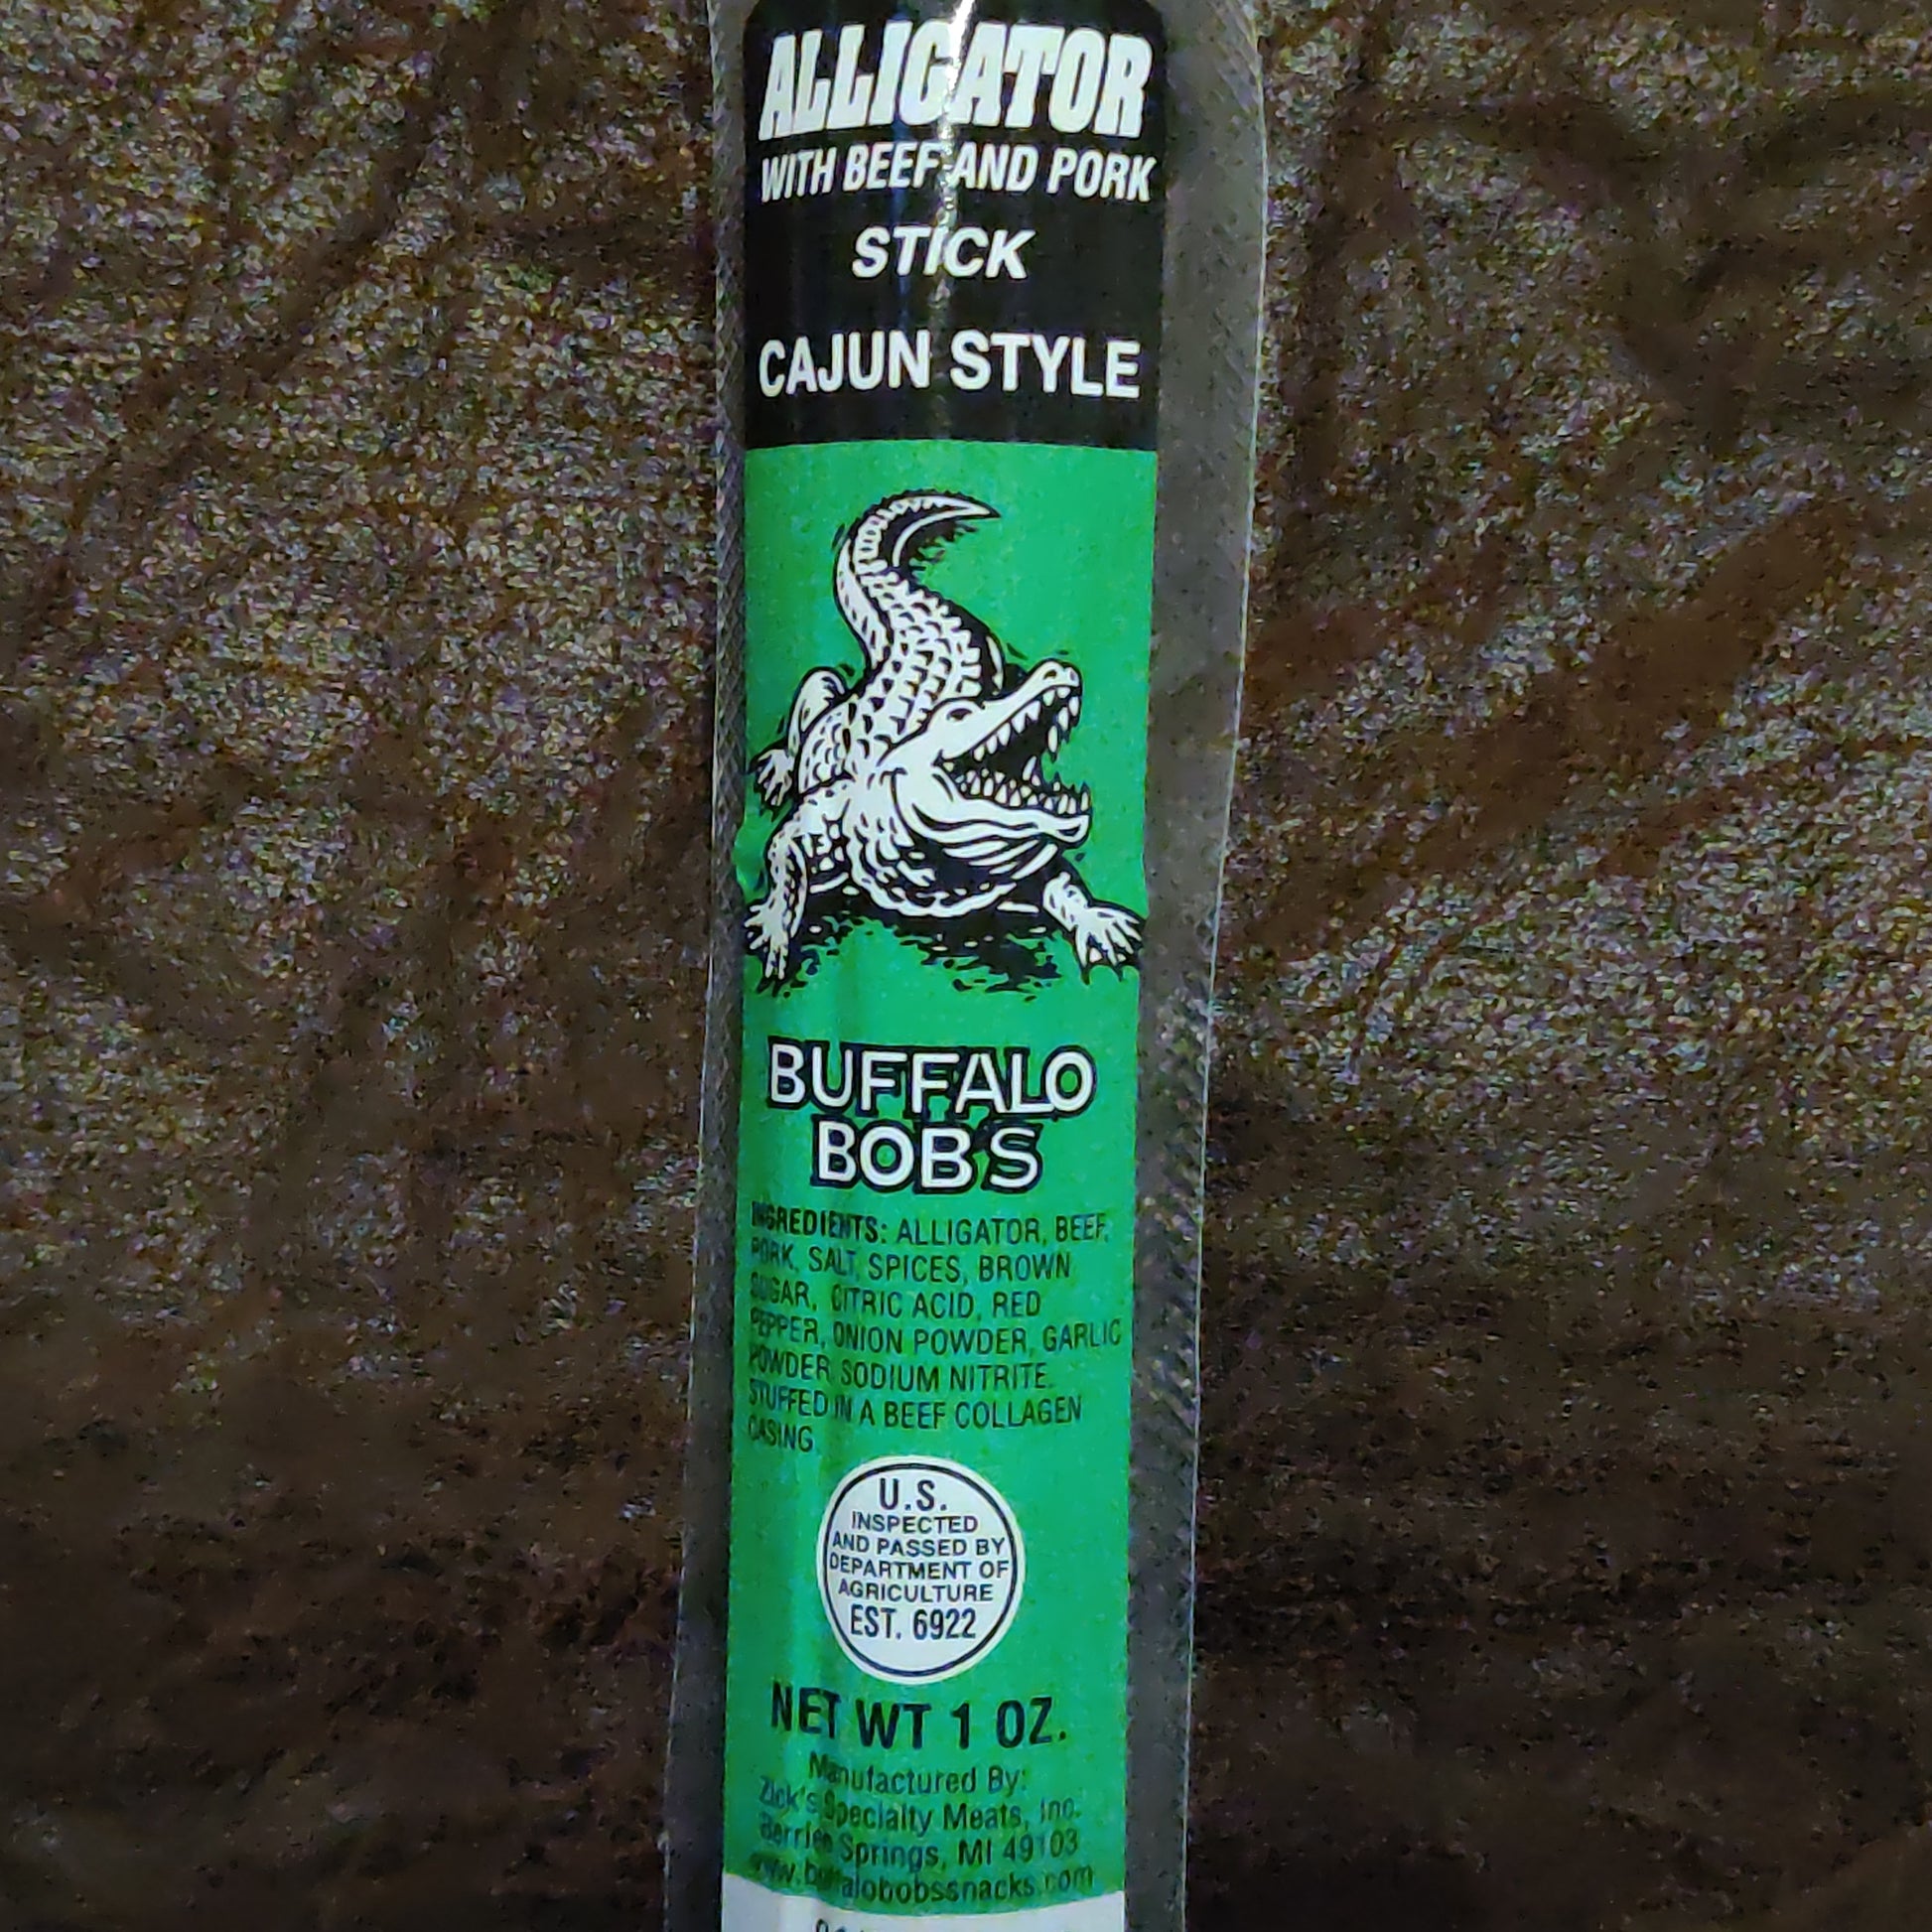 ALLIGATOR
WITH BEEF AND PORK
STICK
CAJUN STYLE
BUFFALO
BOB'S
INGREDIENTS: ALLIGATOR, BEEF,
PORK, SALT, SPICES, BROWN
SUGAR, CITRIC ACID, RED
PEPPER, ONION POWDER, GARLIC
POWDER, SODIUM NITRITE.
STUFFED IN A BEEF COLLAGEN
CASING
U.S.
INSPECTED
AND PASSED BY
DEPARTMENT OF
AGRICULTURE
EST. 6922
NET WT 1 OZ.
Manufactured By:
Zick's Specialty Meats, Inc.
Berrien Springs, MI 49103
www.buffalobobssnacks.com